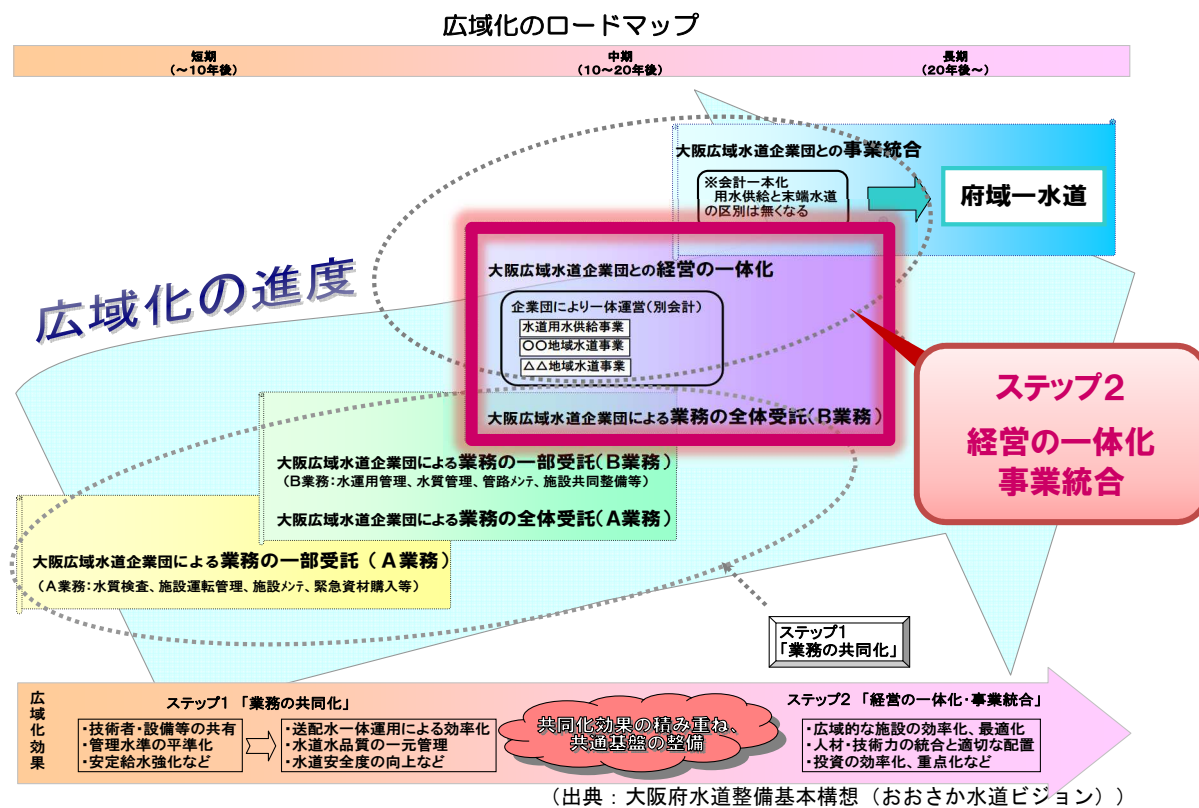 広域化のロードマップ
短期
(～10年後)
中期
(10～20年後)
長期
(20年後～)
広域化の進度
大阪広域水道企業団との事業統合
※会計一本化
用水供給と末端水道
の区別は無くなる
府域一水道
大阪広域水道企業団との経営の一体化
企業団により一体運営(別会計)
水道用水供給事業
○○地域水道事業
△△地域水道事業
大阪広域水道企業団による業務の全体受託(B業務)
ステップ2
経営の一体化
事業統合
大阪広域水道企業団による業務の一部受託(B業務)
(B業務:水運用管理、水質管理、管路ﾒﾝﾃ、施設共同整備等)
大阪広域水道企業団による業務の全体受託(A業務)
大阪広域水道企業団による業務の一部受託(A業務)
(A業務:水質検査、施設運転管理、施設ﾒﾝﾃ、緊急資材購入等)
ステップ1
「業務の共同化」
広域化効果
ステップ1 「業務の共同化」
・技術者・設備等の共有
・管理水準の平準化
・安定給水強化など
・送配水一体運用による効率化
・水道水品質の一元管理
・水道安全度の向上など
共同化効果の積み重ね、
共通基盤の整備
ステップ2 「経営の一体化・事業統合」
・広域的な施設の効率化、最適化
・人材・技術力の統合と適切な配置
・投資の効率化、重点化など
(出典:大阪府水道整備基本構想(おおさか水道ビジョン))